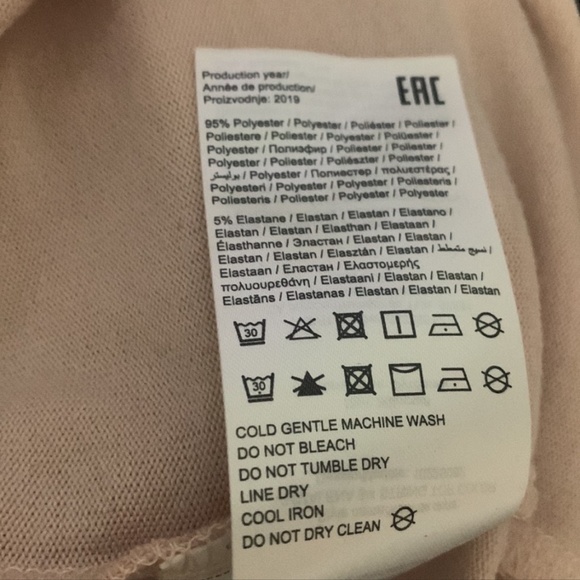 Production year/
Année de production/
Proizvodnje: 2019
EAC
95% Polyester / Polyester / Poliéster / Poliester /
Poliestere / Poliester / Polyester / Polüester /
Polyester / Полиэфир / Polyester / Poliester /
Polyester / Poliester / Poliészter / Poliester /
بوليستر / Polyester / Полиестер / πολυεστέρας /
Polyesteri / Polyester / Polyester / Poliesteris /
Poliesteris / Poliester / Polyester / Polyester
5% Elastane / Elastan / Elastan / Elastano /
Elastan / Elastan / Elasthan / Elastaan /
Élasthanne / Эластан / Elastan / Elastan /
Elastan / Elastan / Elasztán / Elastan / نسيج متمطط /
Elastaan / Еластан / Ελαστομερής
πολυουρεθάνη / Elastaani / Elastan / Elastan /
Elastāns / Elastanas / Elastan / Elastan / Elastan
30
30
COLD GENTLE MACHINE WASH
DO NOT BLEACH
DO NOT TUMBLE DRY
LINE DRY
COOL IRON
DO NOT DRY CLEAN